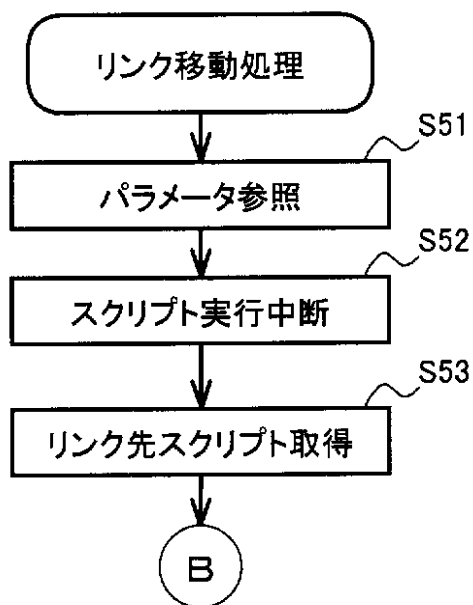 リンク移動処理
S51
パラメータ参照
S52
スクリプト実行中断
S53
リンク先スクリプト取得
B